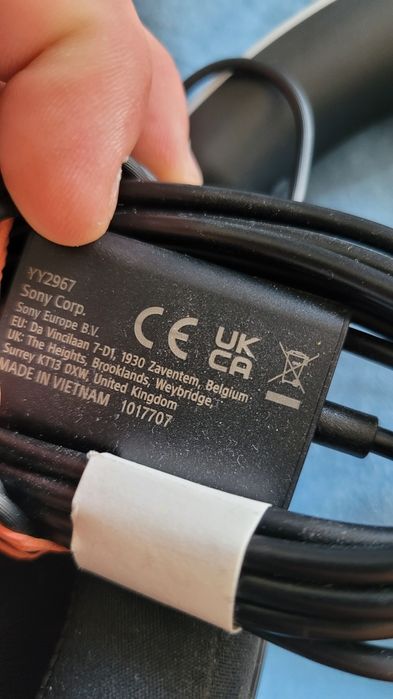 YY2967
Sony Corp.
Sony Europe B.V.
EU: Da Vincilaan 7-D1, 1930 Zaventem, Belgium
UK: The Heights, Brooklands, Weybridge,
Surrey KT13 0XW, United Kingdom
MADE IN VIETNAM 1017707
CE
UK
CA